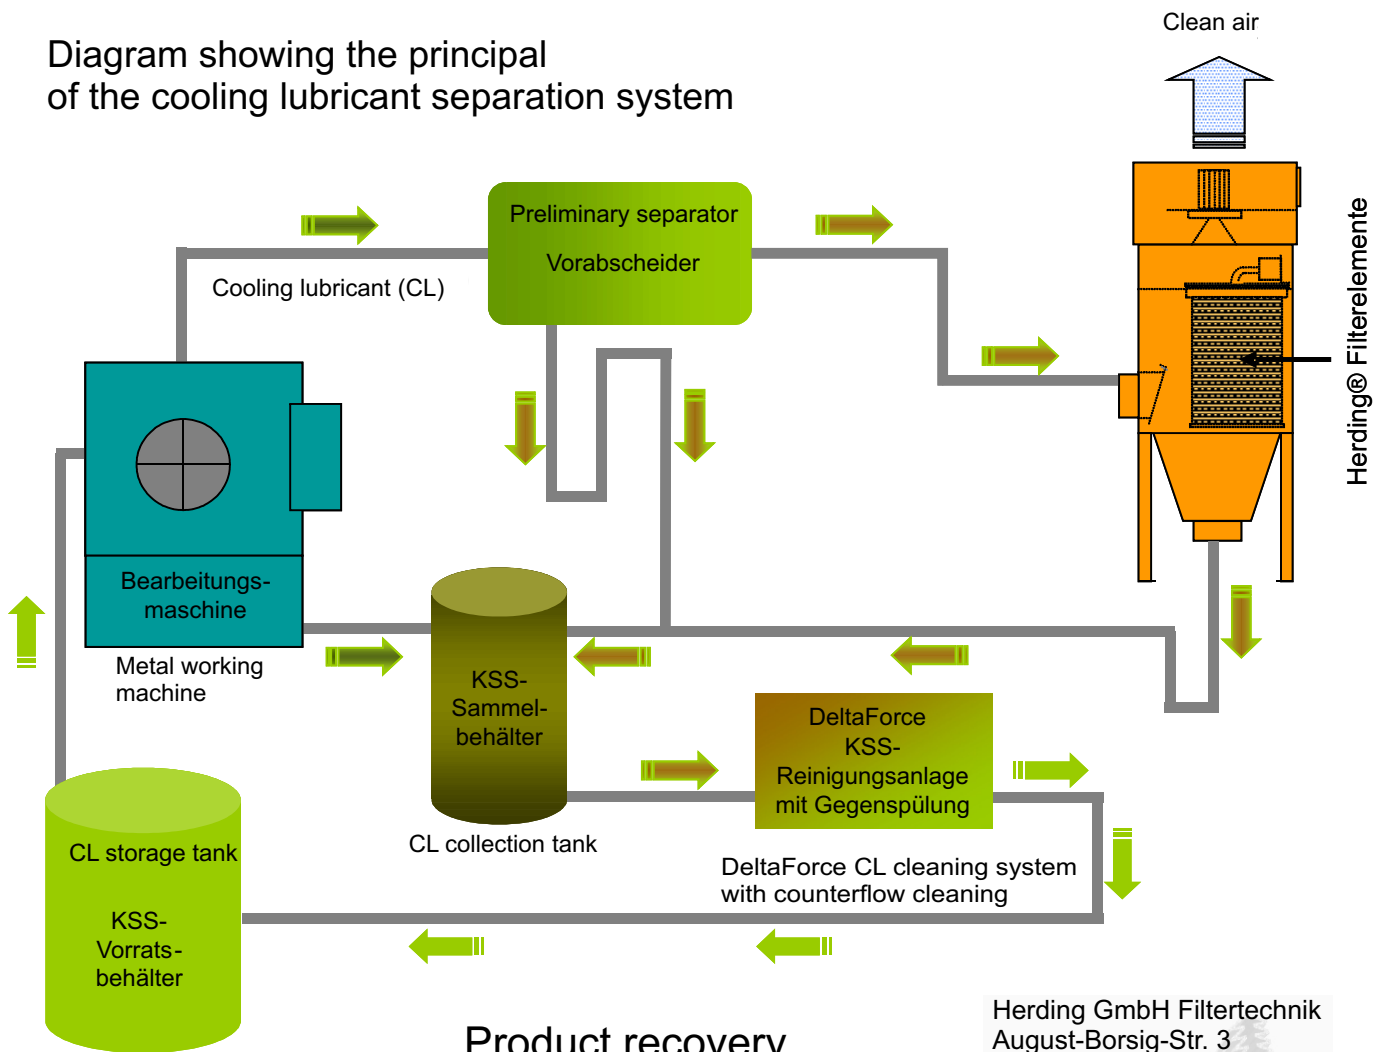 Clean air
Diagram showing the principal
of the cooling lubricant separation system
Preliminary separator
Vorabscheider
Cooling lubricant (CL)
Herding® Filterelemente
Bearbeitungs-
maschine
Metal working
machine
KSS-
Sammel-
behälter
CL collection tank
DeltaForce
KSS-
Reinigungsanlage
mit Gegenspülung
DeltaForce CL cleaning system
with counterflow cleaning
CL storage tank
KSS-
Vorrats-
behälter
Product recovery
Herding GmbH Filtertechnik
August-Borsig-Str. 3